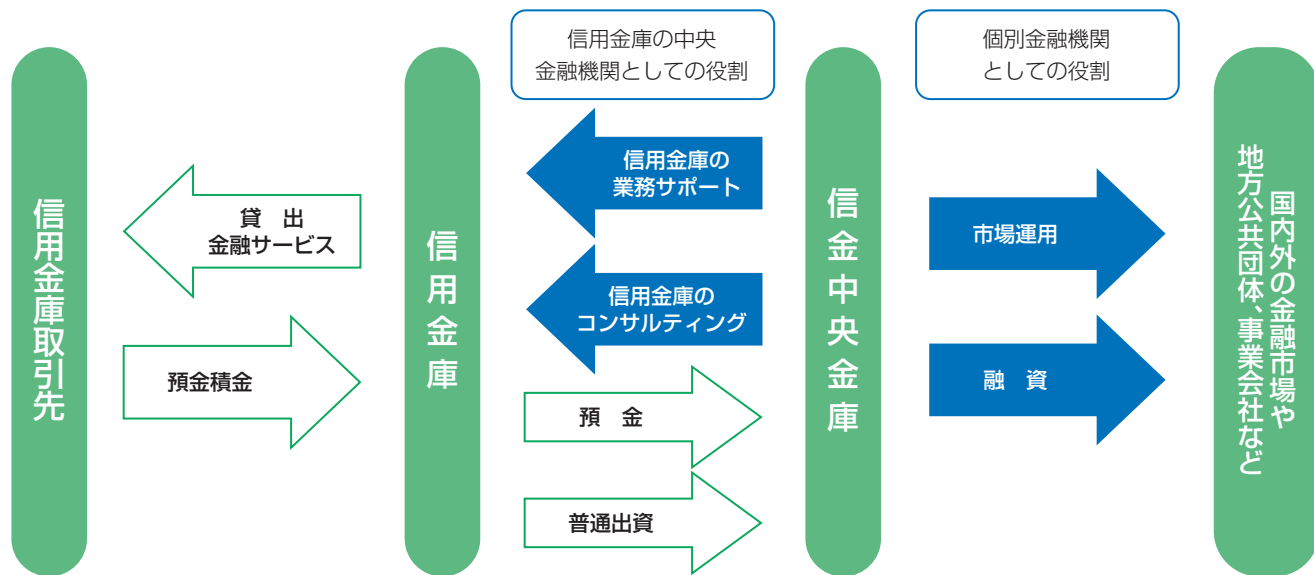 信用金庫の中央
金融機関としての役割
個別金融機関
としての役割
信用金庫取引先
貸　出
金融サービス
預金積金
信用金庫
信用金庫の
業務サポート
信用金庫の
コンサルティング
預　金
普通出資
信金中央金庫
市場運用
融　資
国内外の金融市場や
地方公共団体、事業会社など